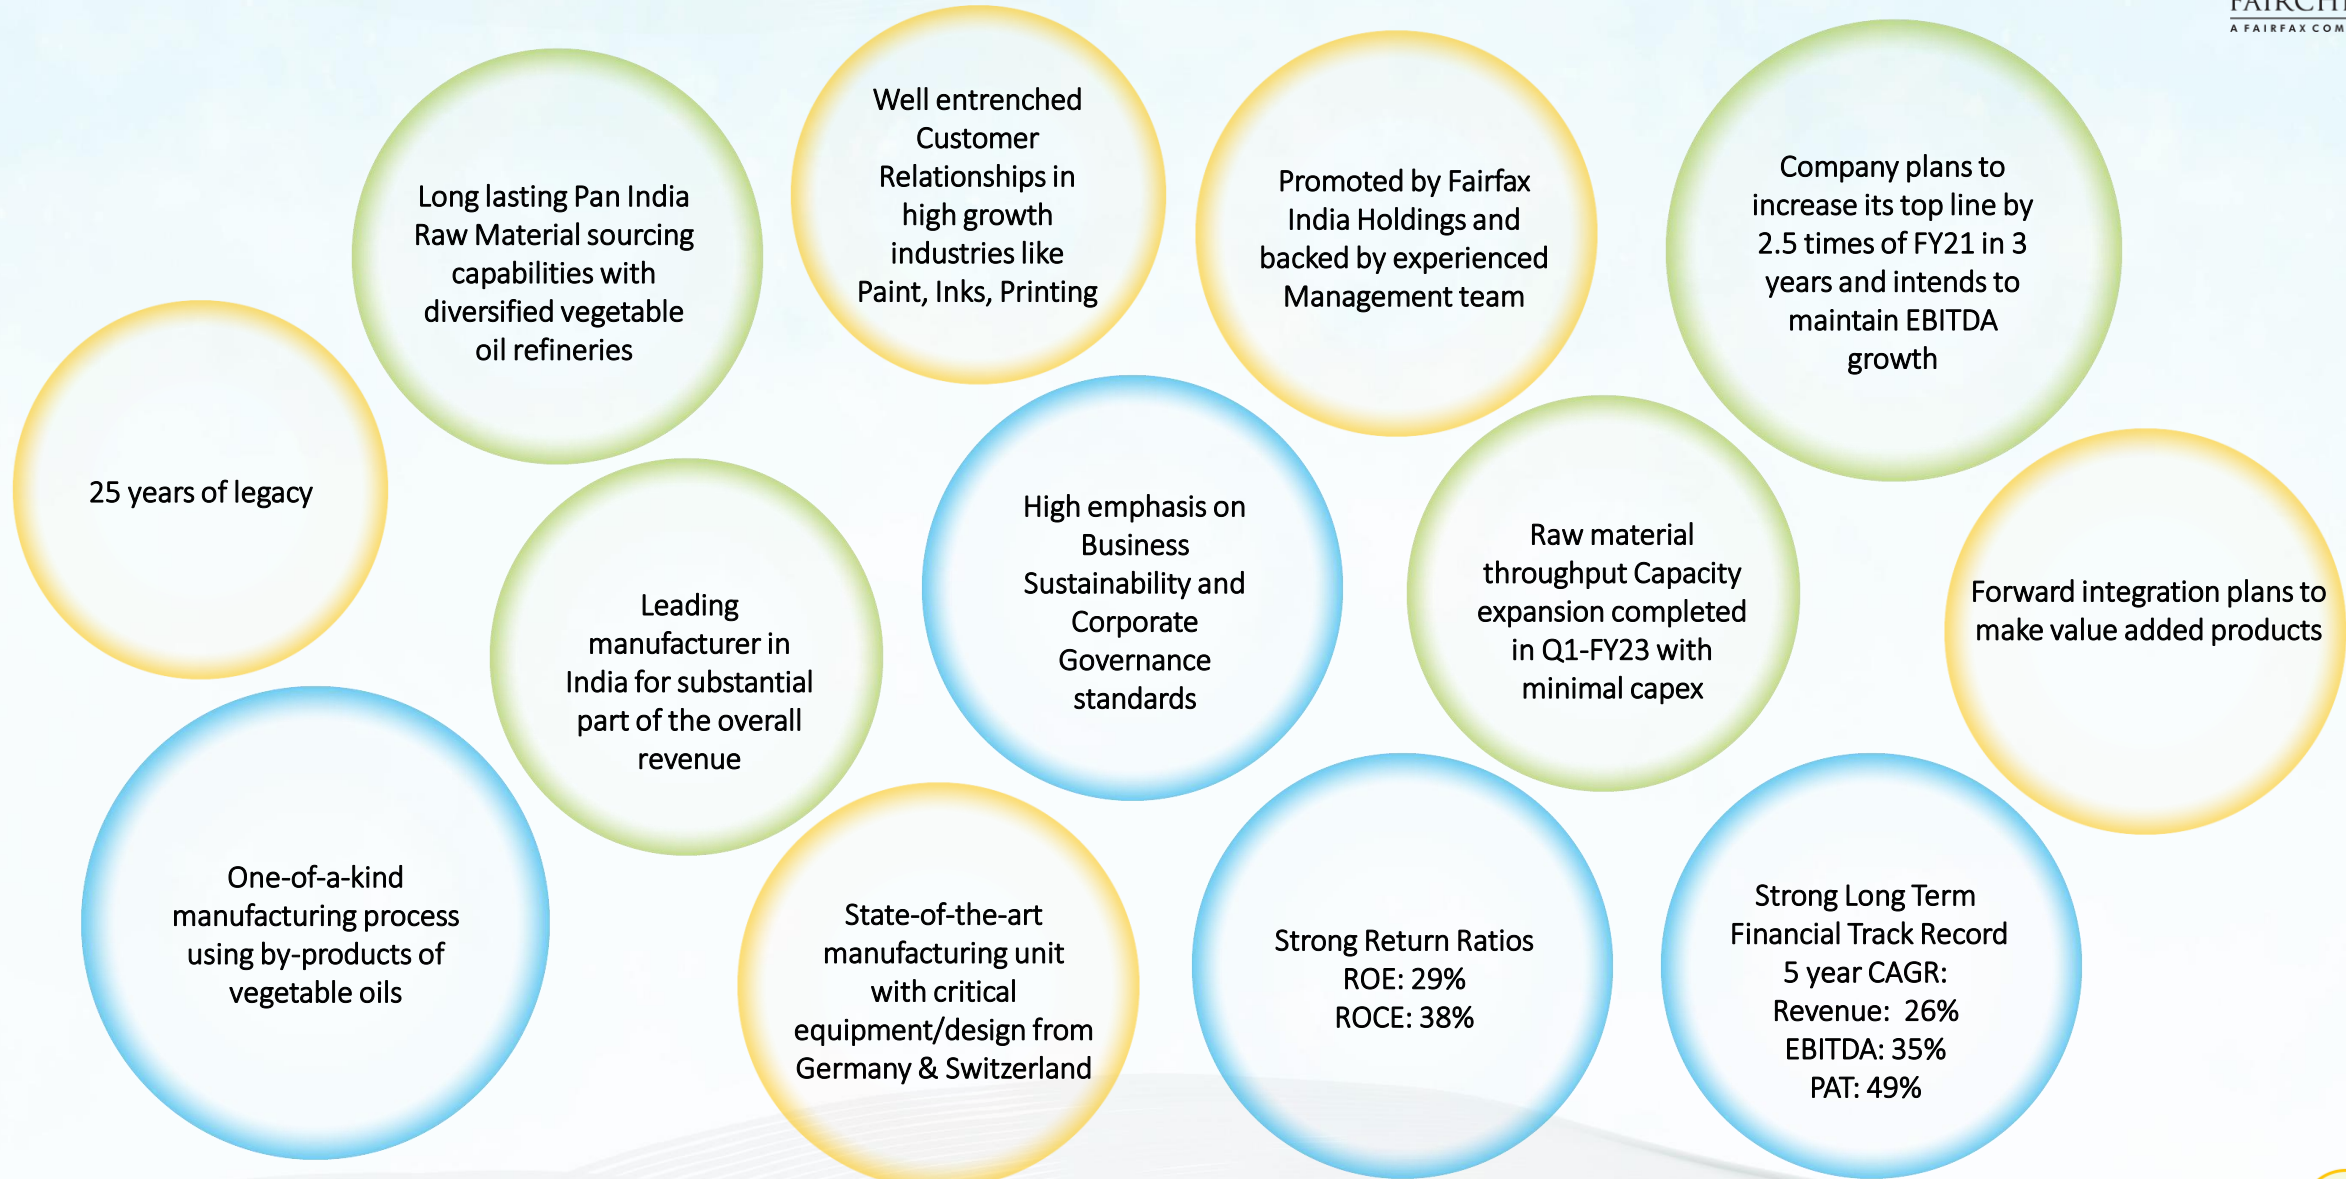 A FAIRFAX COM
Long lasting Pan India
Raw Material sourcing
capabilities with
diversified vegetable
oil refineries
Well entrenched
Customer
Relationships in
high growth
industries like
Paint, Inks, Printing
Promoted by Fairfax
India Holdings and
backed by experienced
Management team
Company plans to
increase its top line by
2.5 times of FY21 in 3
years and intends to
maintain EBITDA
growth
25 years of legacy
Leading
manufacturer in
India for substantial
part of the overall
revenue
High emphasis on
Business
Sustainability and
Corporate
Governance
standards
Raw material
throughput Capacity
expansion completed
in Q1-FY23 with
minimal capex
Forward integration plans to
make value added products
One-of-a-kind
manufacturing process
using by-products of
vegetable oils
State-of-the-art
manufacturing unit
with critical
equipment/design from
Germany & Switzerland
Strong Return Ratios
ROE: 29%
ROCE: 38%
Strong Long Term
Financial Track Record
5 year CAGR:
Revenue: 26%
EBITDA: 35%
PAT: 49%